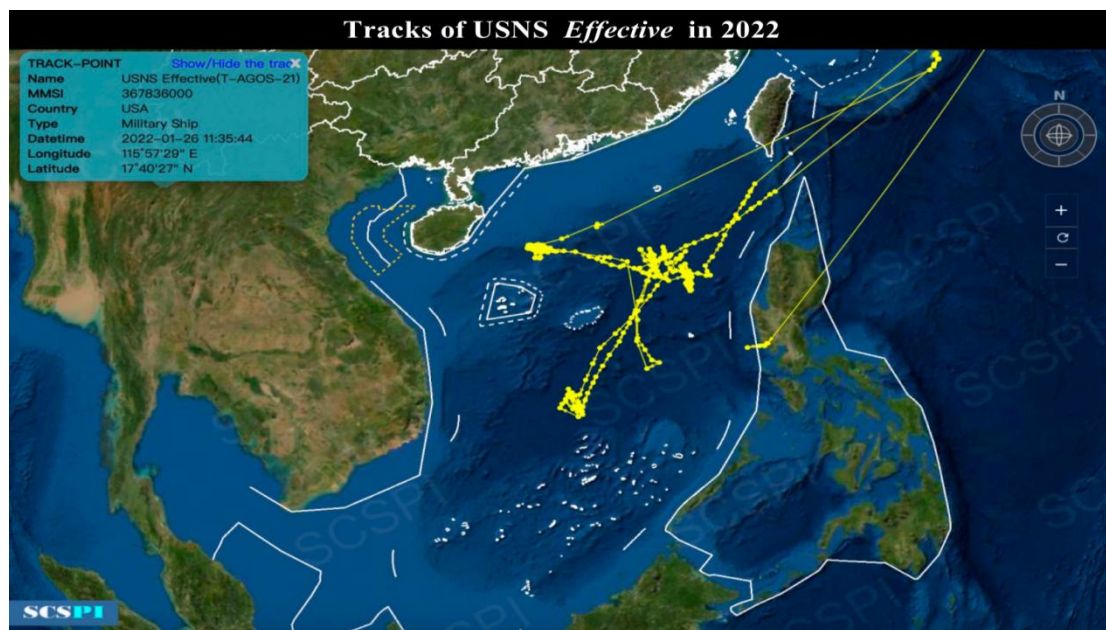 Tracks of USNS Effective in 2022
TRACK-POINT Show/Hide the trac
Name USNS Effective(T-AGOS-21)
MMSI 367836000
Country USA
Type Military Ship
Datetime 2022-01-26 11:35:44
Longitude 115°57'29" E
Latitude 17°40'27" N
N
SCSPI
SCSPI
SCSPI
SCSPI
SCSPI
SCSPI
SCSPI